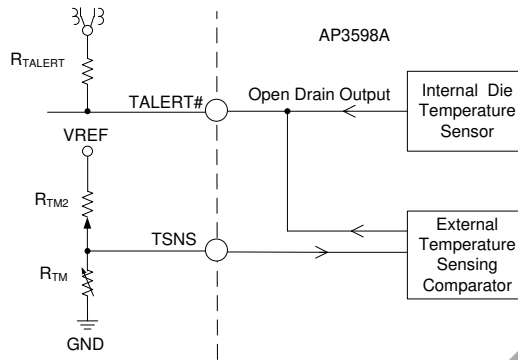 AP3598A
RTALERT
TALERT#
Open Drain Output
Internal Die
Temperature
Sensor
VREF
RTM2
TSNS
External
Temperature
Sensing
Comparator
RTM
GND